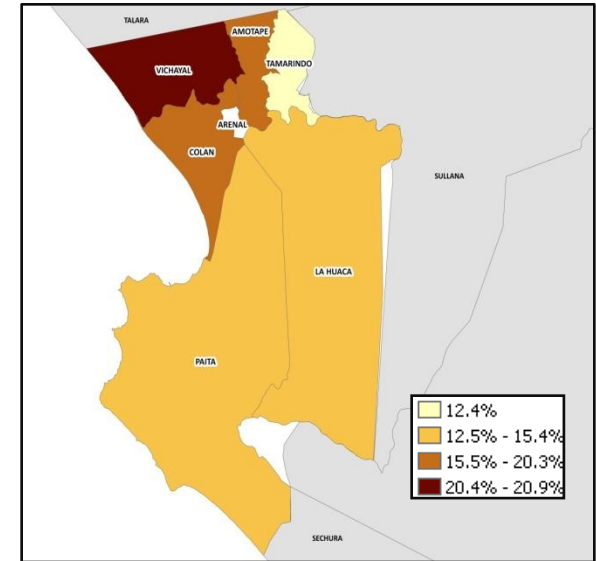 TALARA
AMOTAPE
VICHAYAL
TAMARINDO
ARENAL
COLAN
SULLANA
LA HUACA
PAITA
12.4%
12.5% - 15.4%
15.5% - 20.3%
20.4% - 20.9%
SECHURA